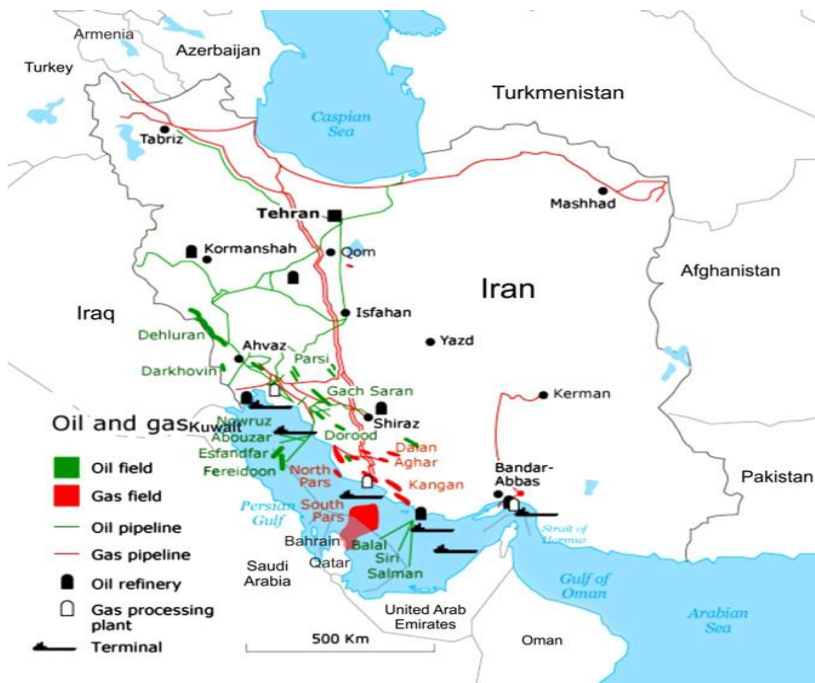 Armenia
Azerbaijan
Turkey
Turkmenistan
Caspian
Sea
Tabriz
Mashhad
Tehran
Kormanshah
Qom
Afghanistan
Iran
Iraq
Isfahan
Dehluran
Ahvaz
Yazd
Parsi
Darkhovin
Gach Saran
Kerman
Oil and gas
Kuwait
Nowruz
Shiraz
Abouzar
Dorood
Esfandfar
Dalan
Aghar
Fereidoon
North
Pars
Kangan
Bandar-
Abbas
Pakistan
Oil field
Gas field
Persian
Gulf
South
Pars
Oil pipeline
Strait of
Hormuz
Bahrain
Gas pipeline
Balal
Qatar
Siri
Saudi
Arabia
Salman
Oil refinery
Gulf of
Oman
Gas processing
plant
United Arab
Emirates
Arabian
Sea
500 Km
Oman
Terminal